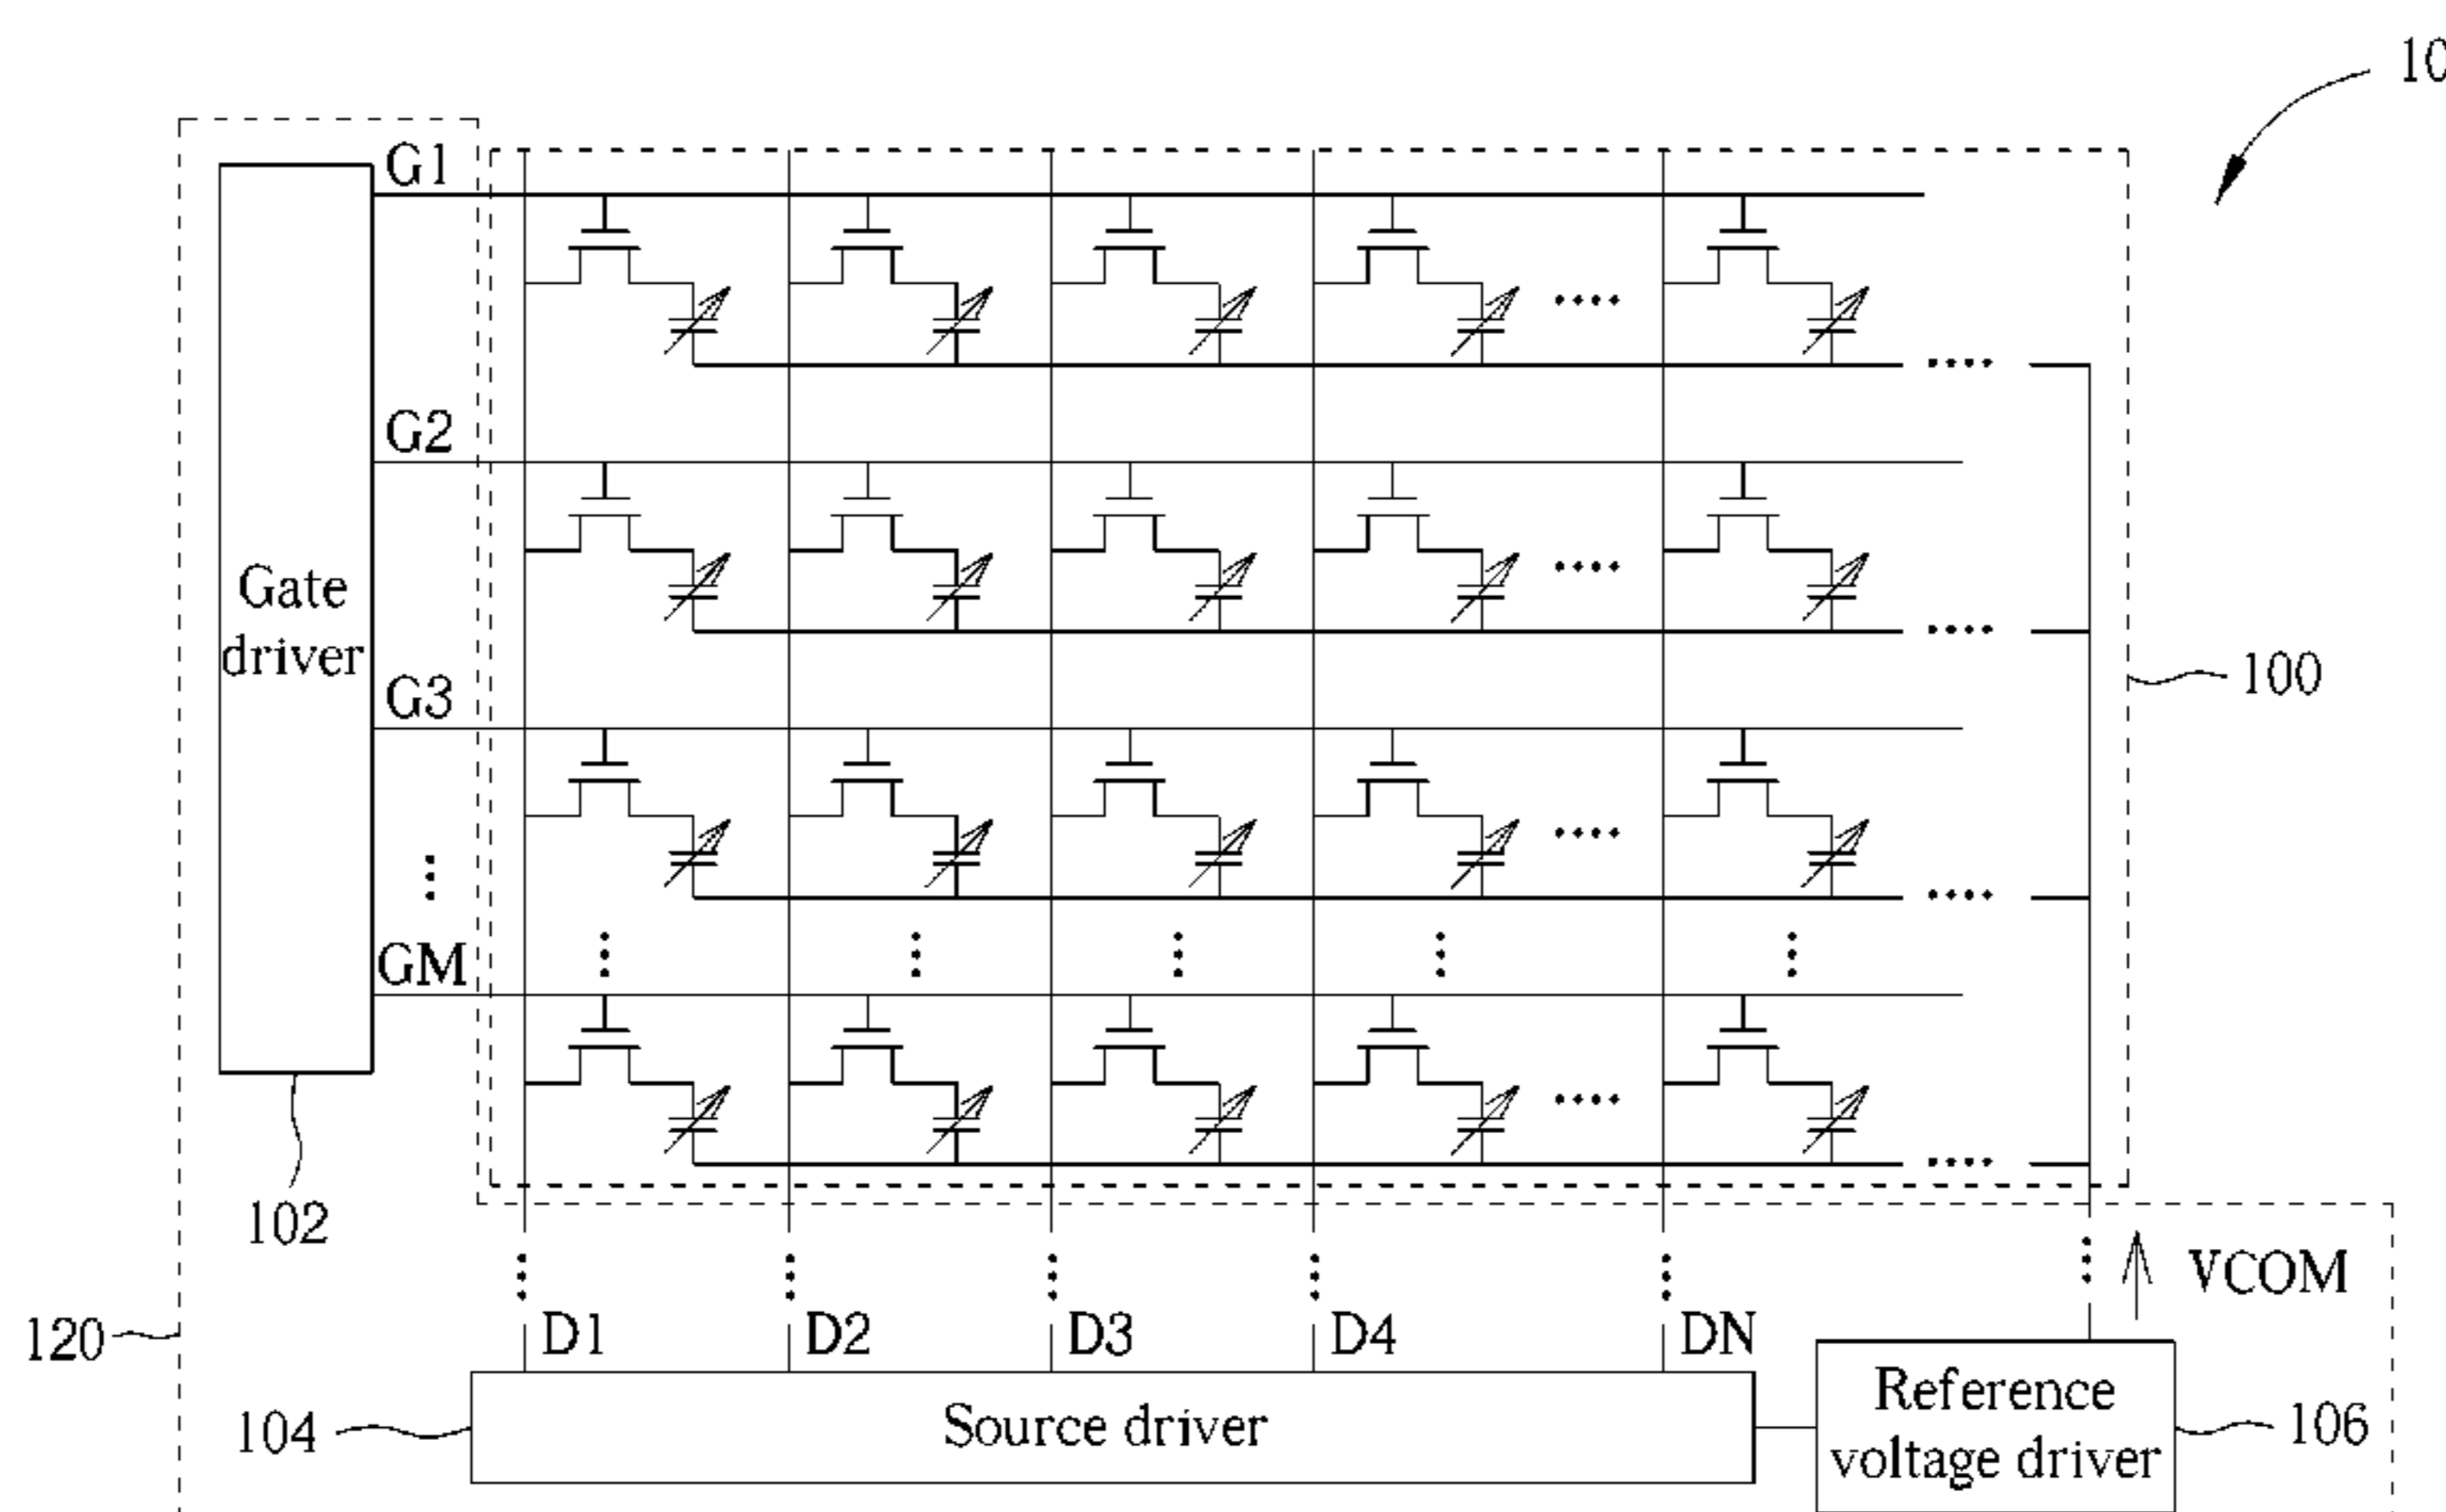 10
G1
G2
Gate
driver
G3
100
GM
102
VCOM
120
D1 D2 D3 D4 DN
104
Source driver
Reference
voltage driver
106